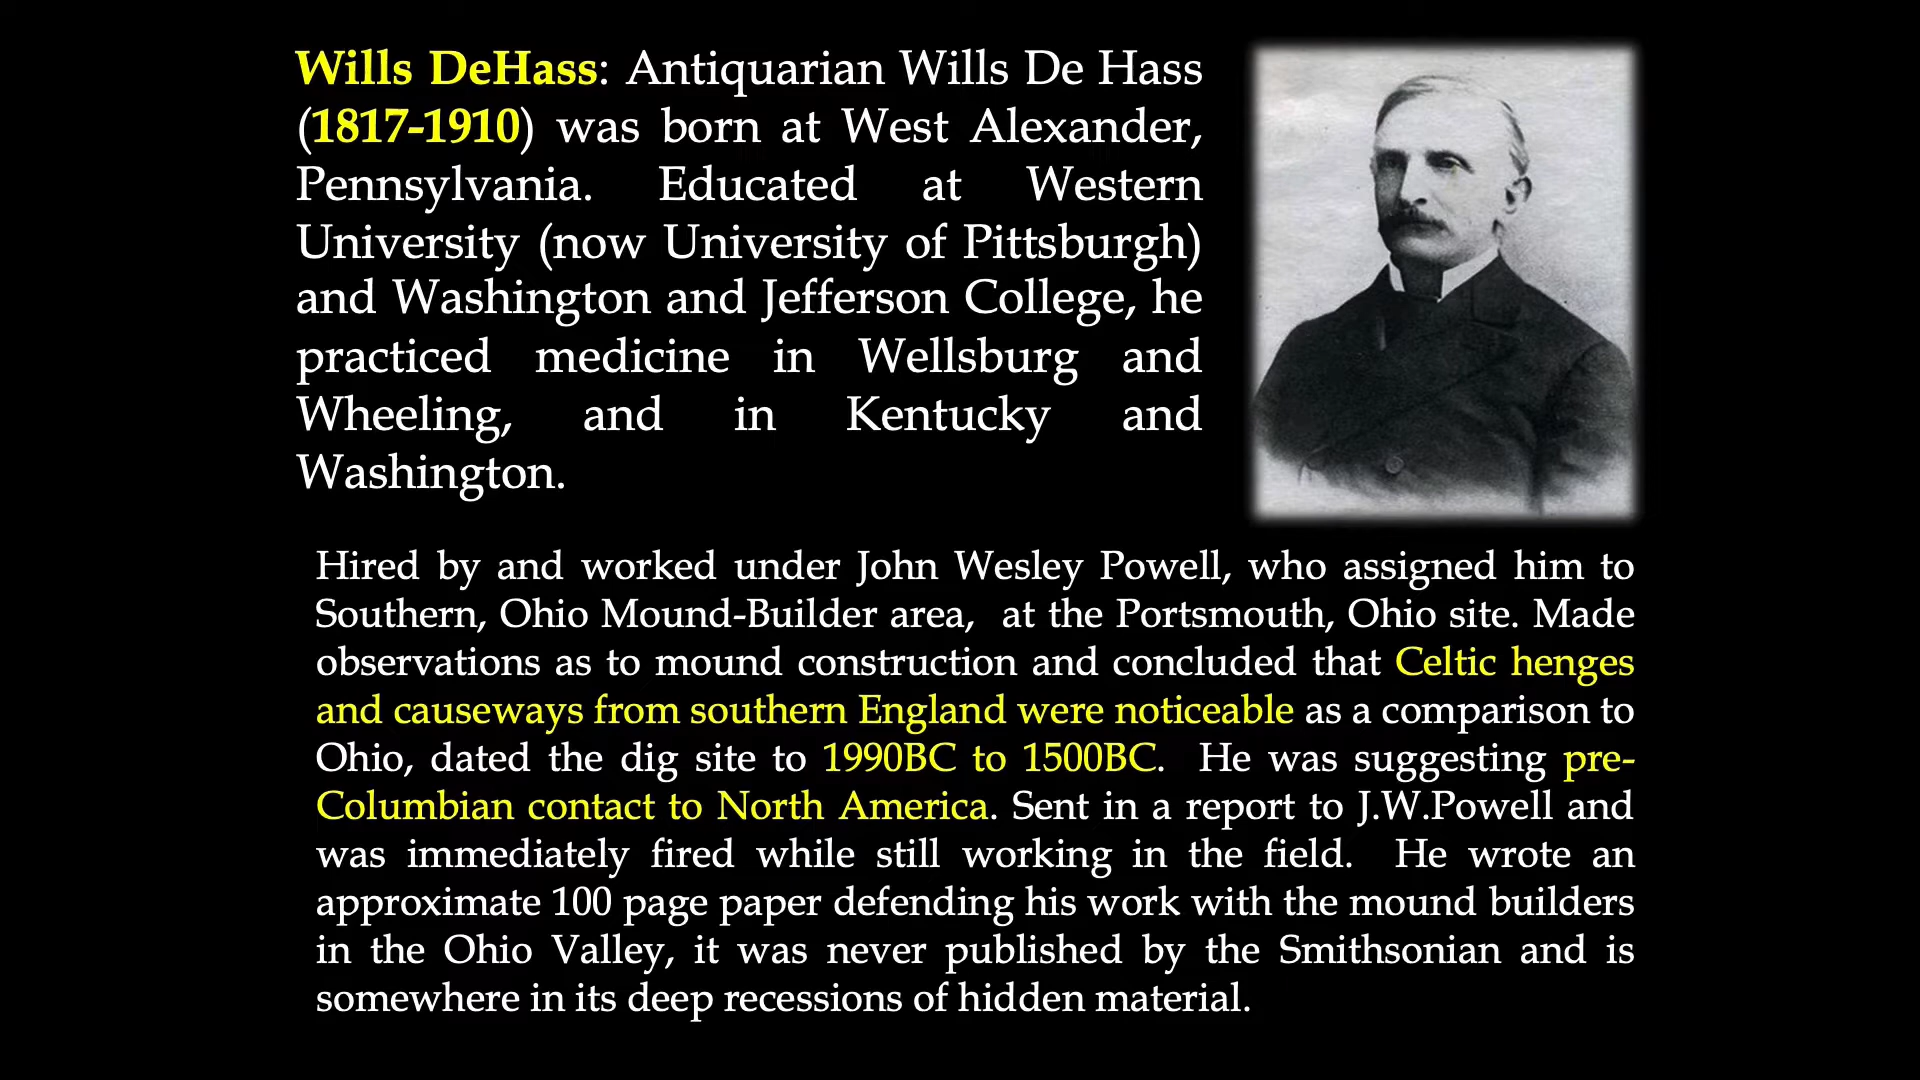 Wills DeHass: Antiquarian Wills De Hass
(1817-1910) was born at West Alexander,
Pennsylvania. Educated at Western
University (now University of Pittsburgh)
and Washington and Jefferson College, he
practiced medicine in Wellsburg and
Wheeling, and in Kentucky and
Washington.
Hired by and worked under John Wesley Powell, who assigned him to
Southern, Ohio Mound-Builder area, at the Portsmouth, Ohio site. Made
observations as to mound construction and concluded that Celtic henges
and causeways from southern England were noticeable as a comparison to
Ohio, dated the dig site to 1990BC to 1500BC. He was suggesting pre-
Columbian contact to North America. Sent in a report to J.W.Powell and
was immediately fired while still working in the field. He wrote an
approximate 100 page paper defending his work with the mound builders
in the Ohio Valley, it was never published by the Smithsonian and is
somewhere in its deep recessions of hidden material.